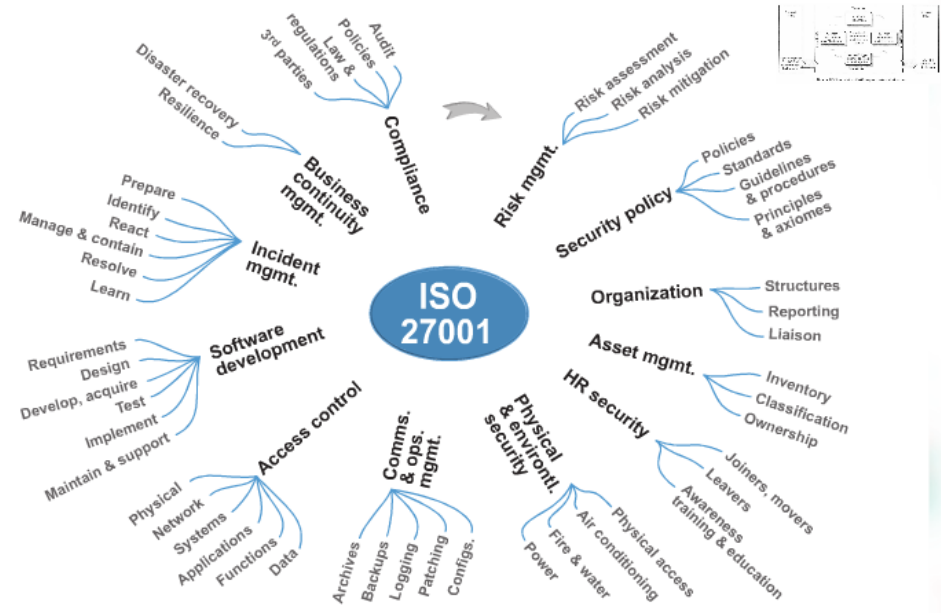 ISO
27001
Risk mgmt.
Risk assessment
Risk analysis
Risk mitigation
Security policy
Policies
Standards
Guidelines
& procedures
Principles
& axiomes
Organization
Structures
Reporting
Liaison
Asset mgmt.
Inventory
Classification
Ownership
HR security
Joiners, movers
Leavers
Awareness
training & education
Physical
& environtl.
security
Physical access
Air conditioning
Fire & water
Power
Comms.
& ops.
mgmt.
Archives
Backups
Logging
Patching
Configs.
Access control
Physical
Network
Systems
Applications
Functions
Data
Software
development
Requirements
Design
Develop, acquire
Test
Implement
Maintain & support
Incident
mgmt.
Prepare
Identify
React
Manage & contain
Resolve
Learn
Business
continuity
mgmt.
Disaster recovery
Resilience
Compliance
3rd parties
Law &
regulations
Policies
Audit